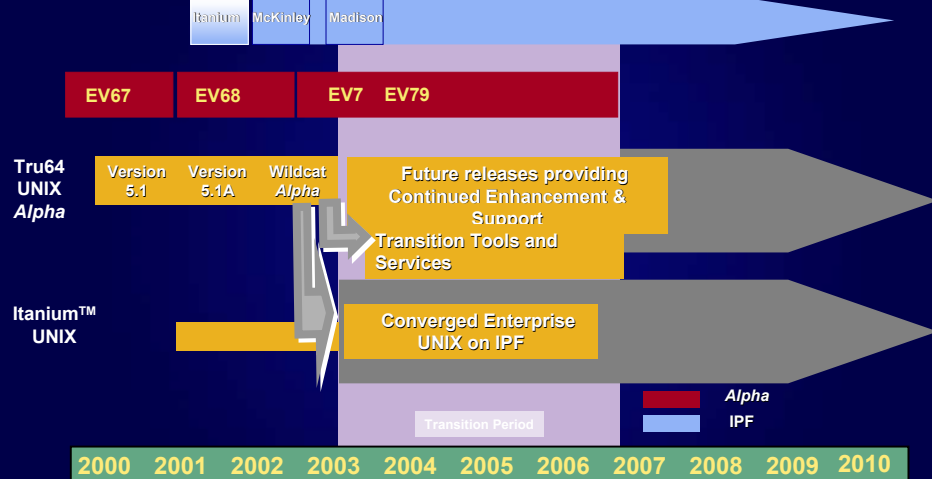 Itanium McKinley Madison
EV67 EV68 EV7 EV79
Tru64
UNIX
Alpha
Version
5.1
Version
5.1A
Wildcat
Alpha
Future releases providing
Continued Enhancement &
Support
Transition Tools and
Services
Itanium™
UNIX
Converged Enterprise
UNIX on IPF
Alpha
IPF
Transition Period
2000 2001 2002 2003 2004 2005 2006 2007 2008 2009 2010